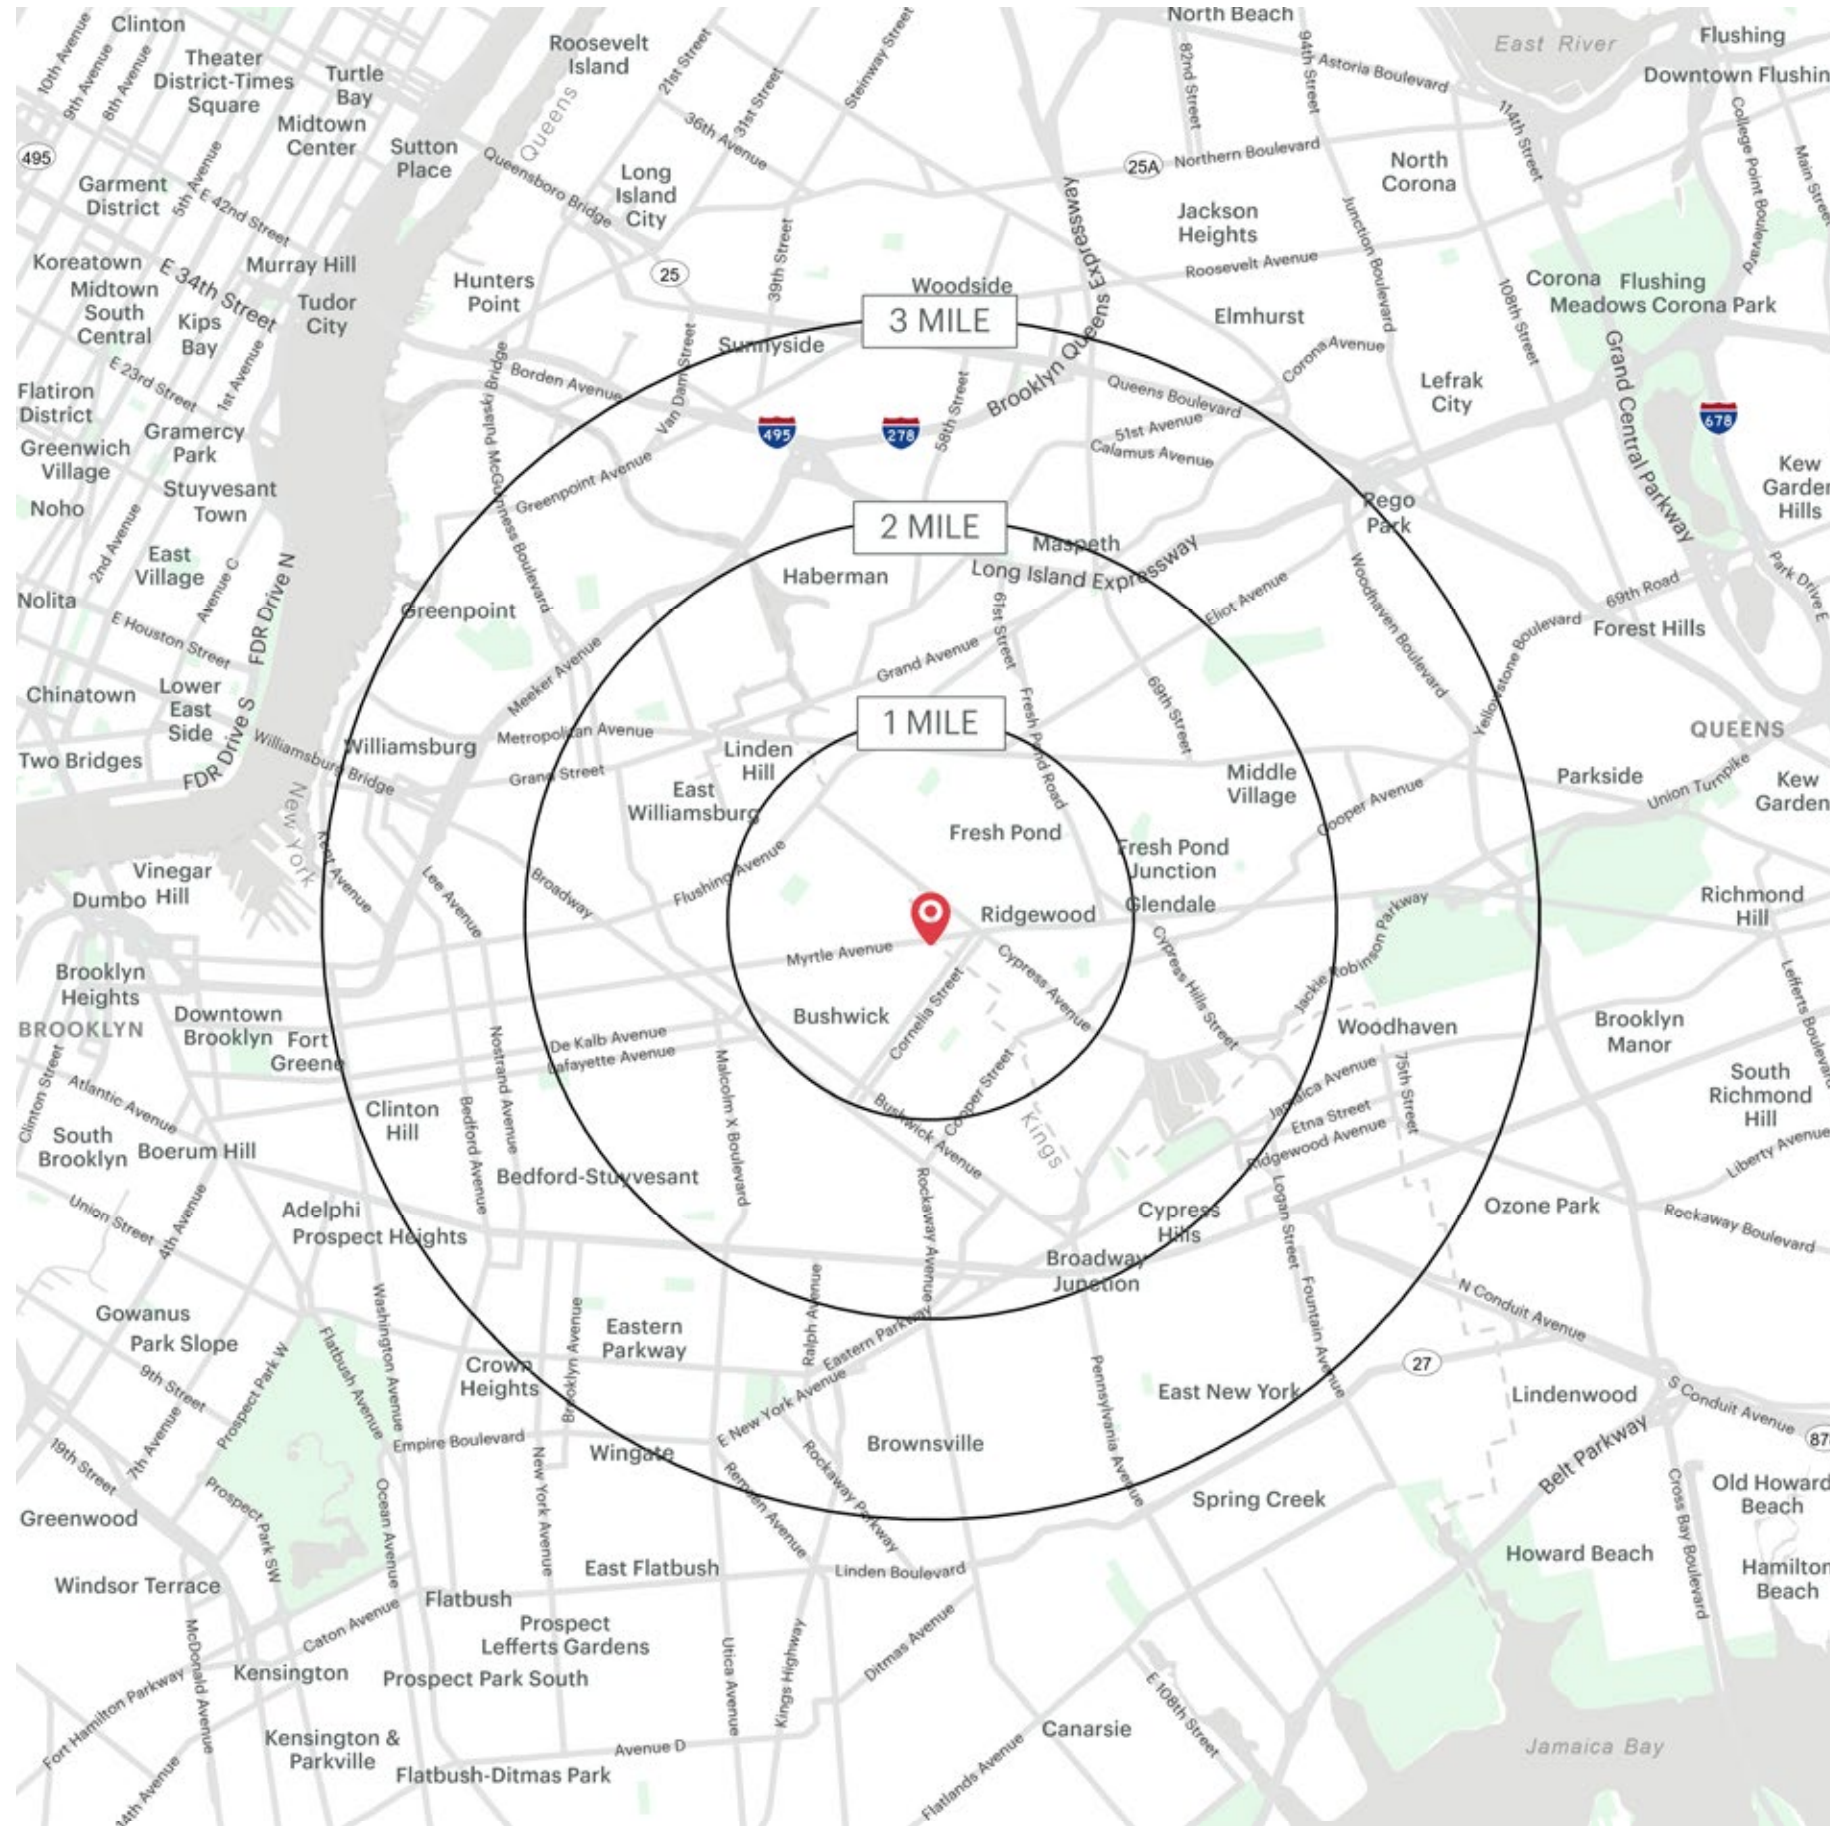 Clinton
Theater
District-Times
Square
Turtle
Bay
Midtown
Center
Sutton
Place
Roosevelt
Island
Queens
10th Avenue
9th Avenue
8th Avenue
5th Avenue
21st Street
31st Street
36th Avenue
Steinway Street
North Beach
82nd Street
94th Street
Astoria Boulevard
East River
Flushing
Downtown Flushin
College Point Boulevard
Main Street
114th Street
495
Garment
District
E 42nd Street
Queensboro Bridge
Long
Island
City
25A
Northern Boulevard
North
Corona
Jackson
Heights
Junction Boulevard
Roosevelt Avenue
Koreatown
Midtown
South
Central
E 34th Street
Murray Hill
Tudor
City
Kips
Bay
Hunters
Point
25
39th Street
Woodside
3 MILE
Sunnyside
Brooklyn Queens Expressway
Elmhurst
Corona Avenue
108th Street
Corona
Flushing
Meadows Corona Park
Grand Central Parkway
E 23rd Street
1st Avenue
Flatiron
District
Greenwich
Village
Gramercy
Park
Stuyvesant
Town
Noho
2nd Avenue
East
Village
Avenue C
Nolita
E Houston Street
FDR Drive N
Pulaski Bridge
McGuinness Boulevard
Borden Avenue
Van Dam Street
Greenpoint Avenue
495
278
58th Street
Queens Boulevard
51st Avenue
Calamus Avenue
Lefrak
City
678
Kew
Garden
Hills
Rego
Park
2 MILE
Maspeth
Haberman
Long Island Expressway
61st Street
Eliot Avenue
Woodhaven Boulevard
Yellowstone Boulevard
69th Road
Forest Hills
Park Drive E
Greenpoint
Meeker Avenue
Grand Avenue
69th Street
Chinatown
Lower
East
Side
Two Bridges
FDR Drive S
Williamsburg Bridge
Williamsburg
Metropolitan Avenue
Grand Street
1 MILE
Linden
Hill
East
Williamsburg
Fresh Pond Road
Middle
Village
Cooper Avenue
QUEENS
Parkside
Union Turnpike
Kew
Garden
New York
Vinegar
Hill
Dumbo
Kent Avenue
Lee Avenue
Broadway
Flushing Avenue
Fresh Pond
Fresh Pond
Junction
Glendale
Ridgewood
Myrtle Avenue
Cypress Avenue
Cypress Hills Street
Jackie Robinson Parkway
Richmond
Hill
Lefferts Boulevard
Brooklyn
Heights
BROOKLYN
Downtown
Brooklyn
Fort
Greene
De Kalb Avenue
Lafayette Avenue
Nostrand Avenue
Bushwick
Cornelia Street
Cooper Street
Bushwick Avenue
Kings
Woodhaven
Brooklyn
Manor
South
Richmond
Hill
Clinton Street
Atlantic Avenue
South
Brooklyn
Boerum Hill
Clinton
Hill
Bedford Avenue
Malcolm X Boulevard
Bedford-Stuyvesant
Rockaway Avenue
Jamaica Avenue
Etna Street
Ridgewood Avenue
75th Street
Liberty Avenue
Union Street
4th Avenue
Adelphi
Prospect Heights
Cypress
Hills
Logan Street
Broadway
Junction
Ozone Park
Rockaway Boulevard
N Conduit Avenue
Gowanus
Park Slope
9th Street
Prospect Park W
Flatbush Avenue
Washington Avenue
Crown
Heights
Brooklyn Avenue
Eastern
Parkway
Ralph Avenue
Eastern Parkway
Pennsylvania Avenue
Fountain Avenue
East New York
27
Lindenwood
S Conduit Avenue
87
19th Street
7th Avenue
Prospect Park SW
Empire Boulevard
New York Avenue
Ocean Avenue
Wingate
E New York Avenue
Brownsville
Remsen Avenue
Rockaway Parkway
Spring Creek
Belt Parkway
Cross Bay Boulevard
Old Howard
Beach
Greenwood
Windsor Terrace
East Flatbush
Linden Boulevard
Howard Beach
Hamilton
Beach
Flatbush
Caton Avenue
Prospect
Lefferts Gardens
Kensington
Prospect Park South
McDonald Avenue
Fort Hamilton Parkway
Utica Avenue
Kings Highway
Ditmas Avenue
E 108th Street
Canarsie
Kensington &
Parkville
Flatbush-Ditmas Park
Avenue D
Flatlands Avenue
Jamaica Bay